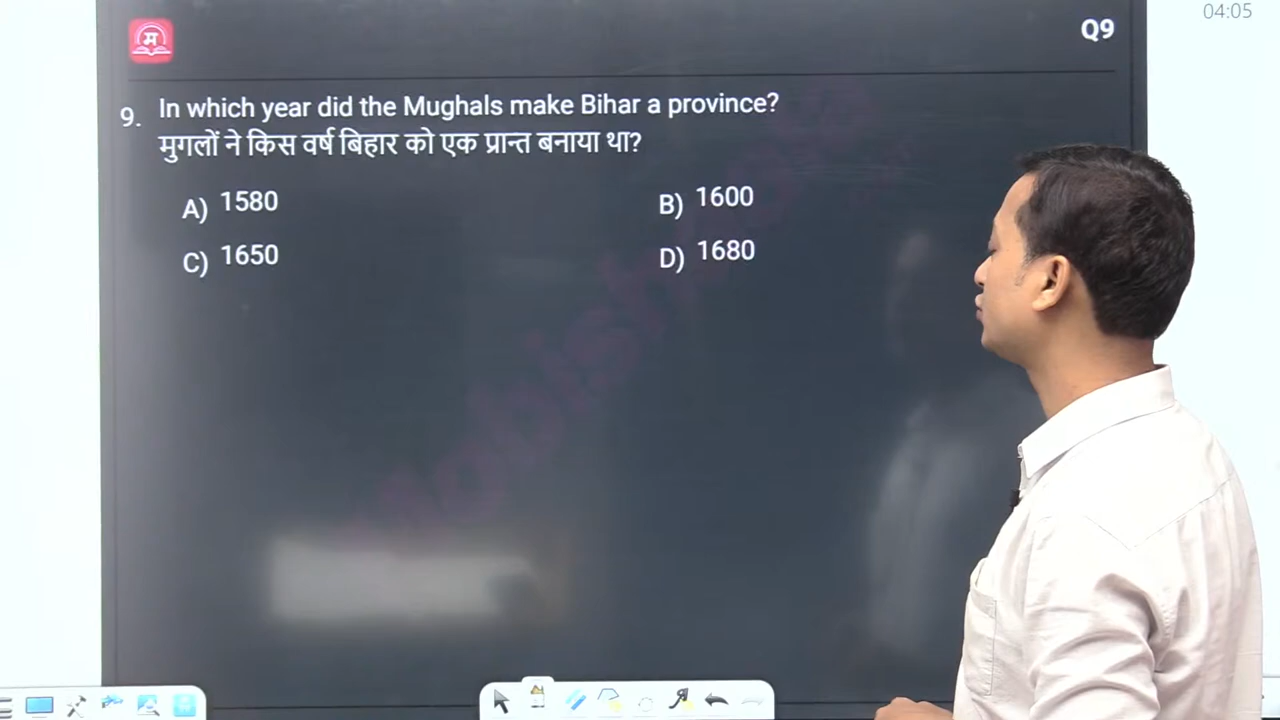 04:05
म
Q9
9. In which year did the Mughals make Bihar a province?
मुगलों ने किस वर्ष बिहार को एक प्रान्त बनाया था?
A) 1580
B) 1600
C) 1650
D) 1680